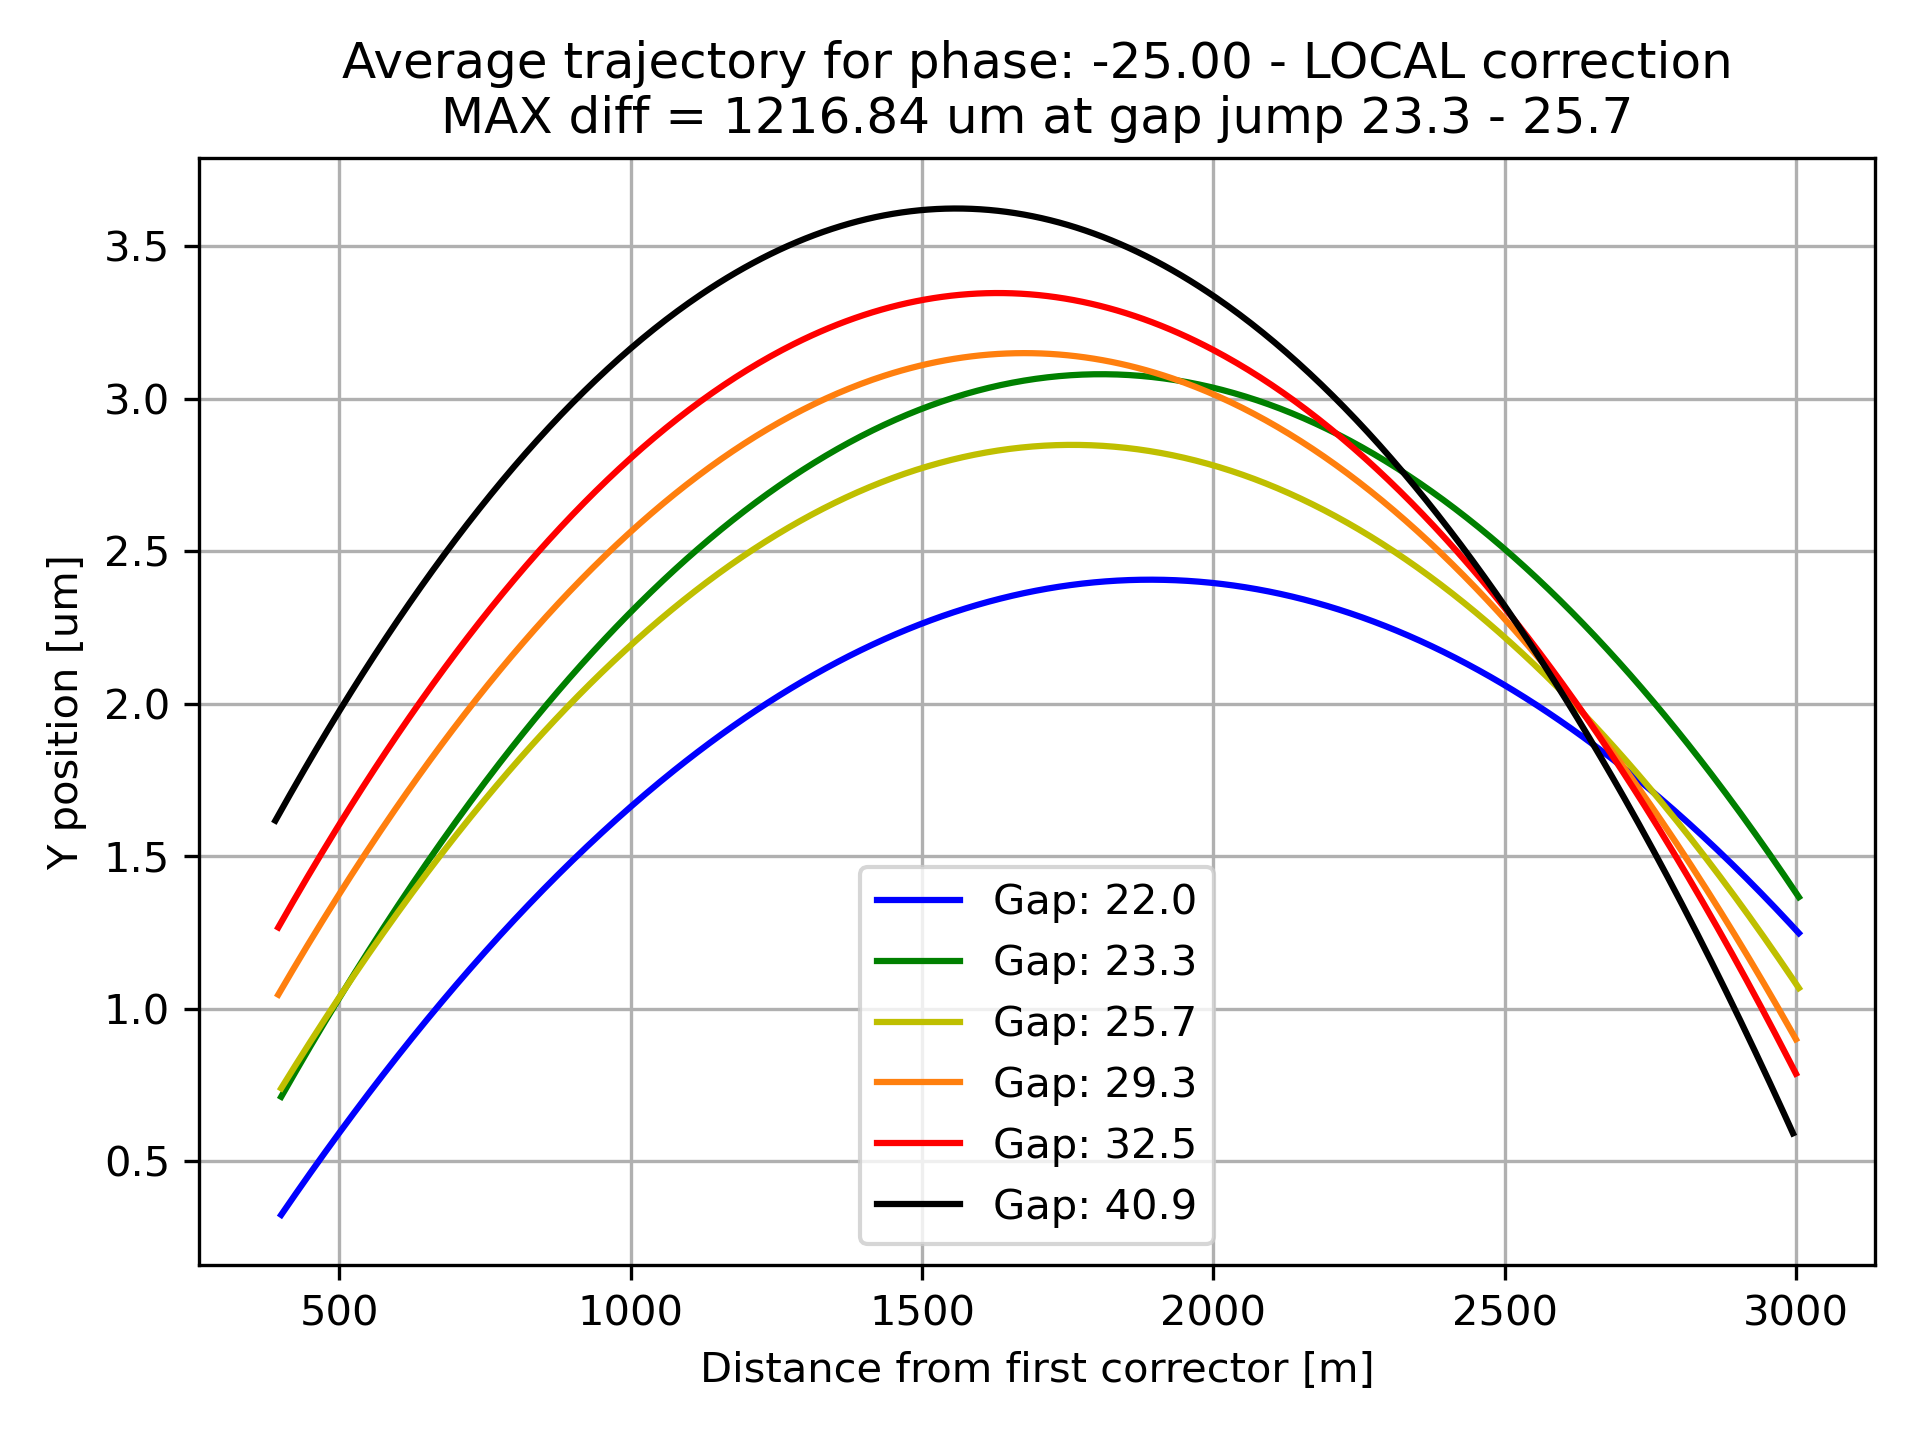 Average trajectory for phase: -25.00 - LOCAL correction
MAX diff = 1216.84 um at gap jump 23.3 - 25.7
Y position [um]
3.5
3.0
2.5
2.0
1.5
1.0
0.5
Gap: 22.0
Gap: 23.3
Gap: 25.7
Gap: 29.3
Gap: 32.5
Gap: 40.9
500 1000 1500 2000 2500 3000
Distance from first corrector [m]